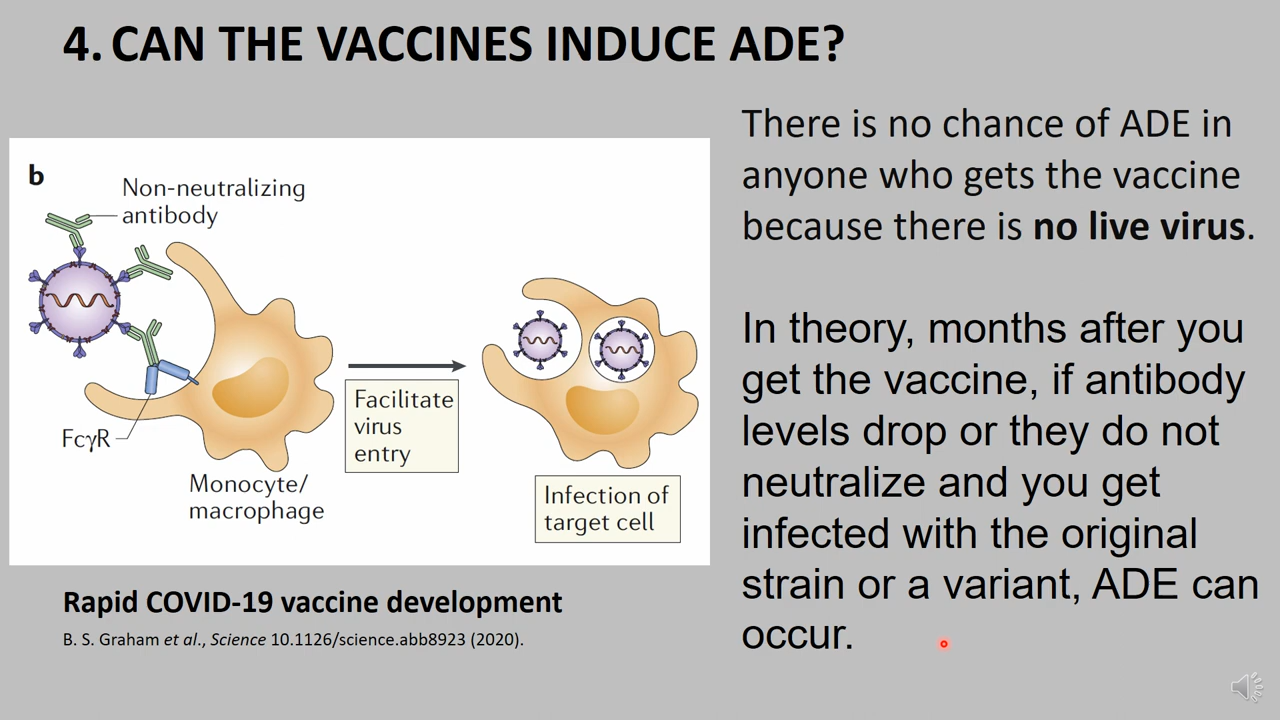 4. CAN THE VACCINES INDUCE ADE?
b
Non-neutralizing
antibody
FcγR
Monocyte/
macrophage
Facilitate
virus
entry
Infection of
target cell
Rapid COVID-19 vaccine development
B. S. Graham et al., Science 10.1126/science.abb8923 (2020).
There is no chance of ADE in
anyone who gets the vaccine
because there is no live virus.
In theory, months after you
get the vaccine, if antibody
levels drop or they do not
neutralize and you get
infected with the original
strain or a variant, ADE can
occur.